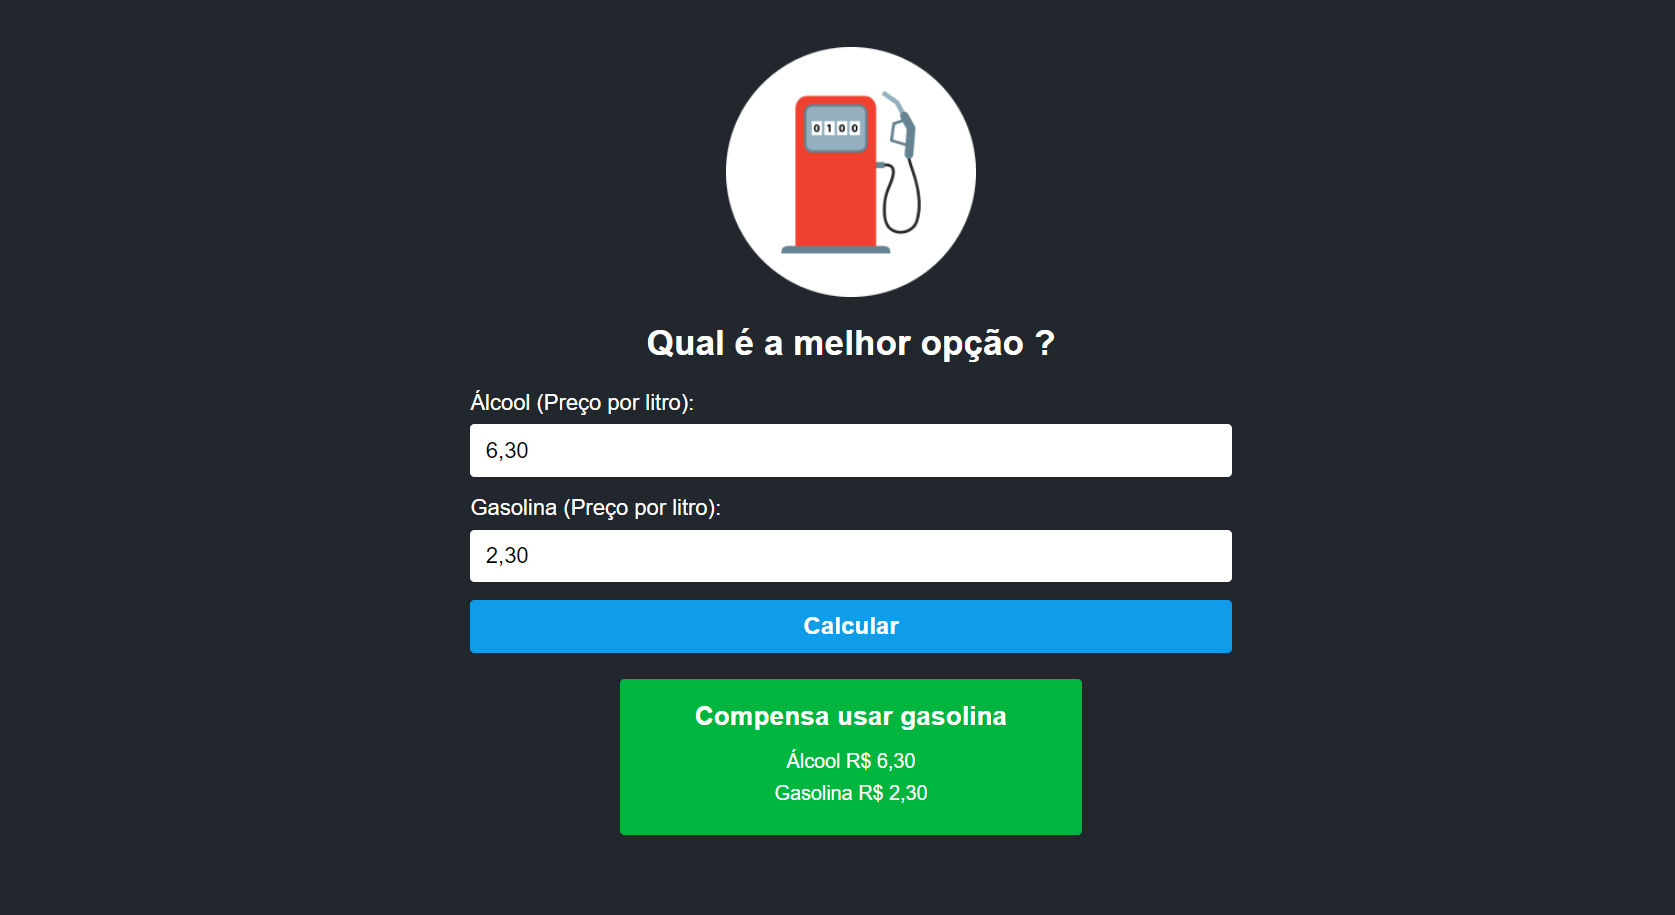 0100
Qual é a melhor opção ?
Álcool (Preço por litro):
6,30
Gasolina (Preço por litro):
2,30
Calcular
Compensa usar gasolina
Álcool R$ 6,30
Gasolina R$ 2,30